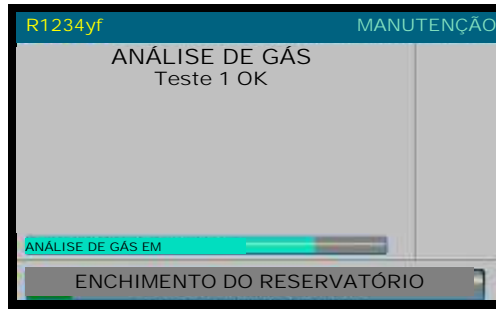 R1234yf MANUTENÇÃO
ANÁLISE DE GÁS
Teste 1 OK
ANÁLISE DE GÁS EM
ENCHIMENTO DO RESERVATÓRIO